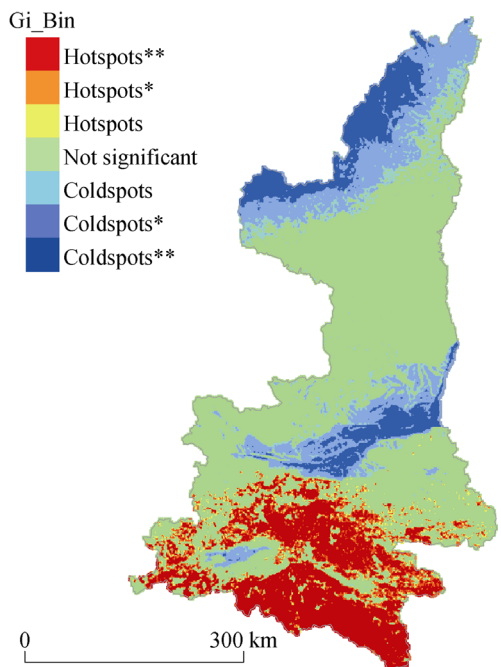 Gi_Bin
Hotspots**
Hotspots*
Hotspots
Not significant
Coldspots
Coldspots*
Coldspots**
0 300 km